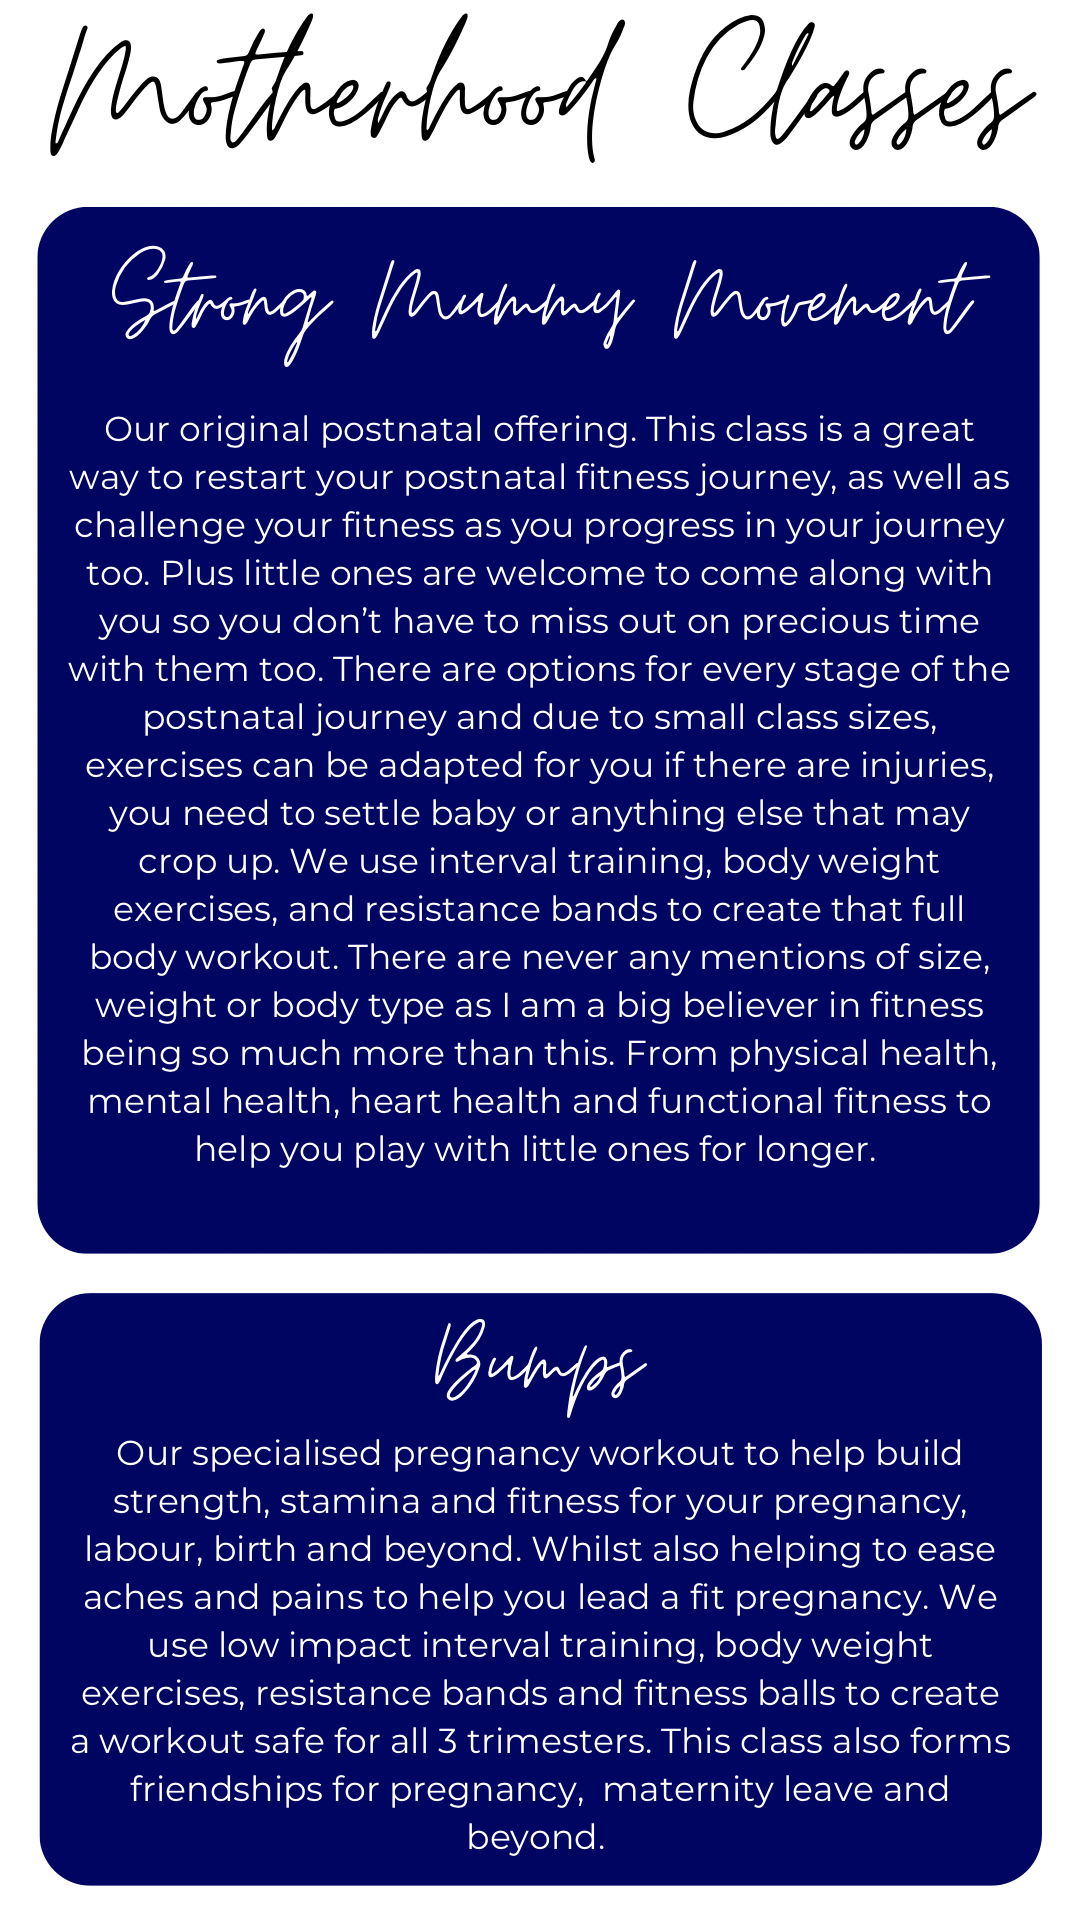 Motherhood Classes
Strong Mummy Movement
Our original postnatal offering. This class is a great
way to restart your postnatal fitness journey, as well as
challenge your fitness as you progress in your journey
too. Plus little ones are welcome to come along with
you so you don’t have to miss out on precious time
with them too. There are options for every stage of the
postnatal journey and due to small class sizes,
exercises can be adapted for you if there are injuries,
you need to settle baby or anything else that may
crop up. We use interval training, body weight
exercises, and resistance bands to create that full
body workout. There are never any mentions of size,
weight or body type as I am a big believer in fitness
being so much more than this. From physical health,
mental health, heart health and functional fitness to
help you play with little ones for longer.
Bumps
Our specialised pregnancy workout to help build
strength, stamina and fitness for your pregnancy,
labour, birth and beyond. Whilst also helping to ease
aches and pains to help you lead a fit pregnancy. We
use low impact interval training, body weight
exercises, resistance bands and fitness balls to create
a workout safe for all 3 trimesters. This class also forms
friendships for pregnancy,  maternity leave and
beyond.